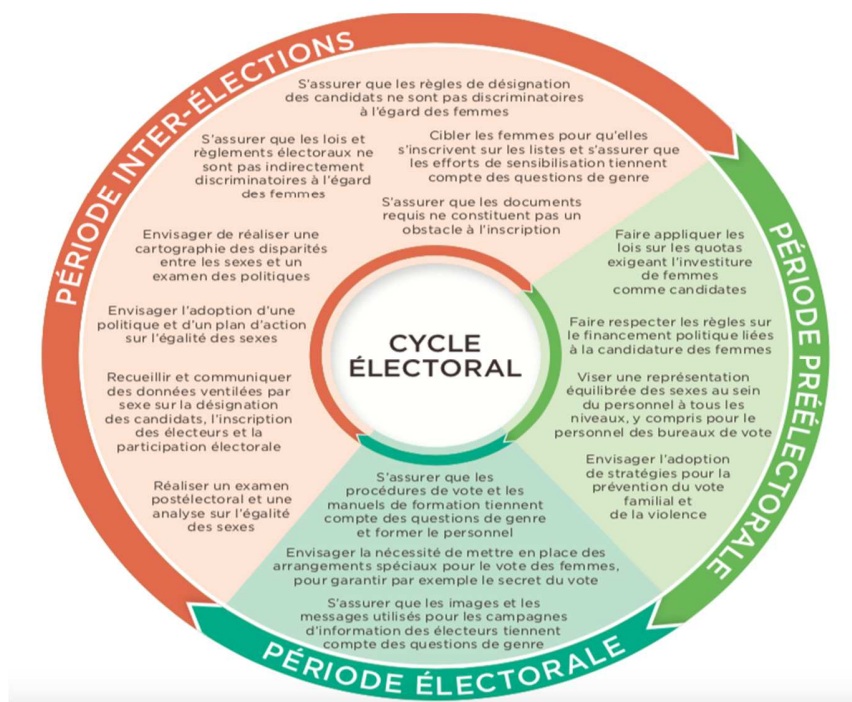 PÉRIODE INTER-ÉLECTIONS
S'assurer que les règles de désignation
des candidats ne sont pas discriminatoires
à l'égard des femmes
S'assurer que les lois et
règlements électoraux ne
sont pas indirectement
discriminatoires à l'égard
des femmes
Cibler les femmes pour qu'elles
s'inscrivent sur les listes et s'assurer que
les efforts de sensibilisation tiennent
compte des questions de genre
S'assurer que les documents
requis ne constituent pas un
obstacle à l'inscription
Envisager de réaliser une
cartographie des disparités
entre les sexes et un
examen des politiques
Envisager l'adoption d'une
politique et d'un plan d'action
sur l'égalité des sexes
Recueillir et communiquer
des données ventilées par
sexe sur la désignation
des candidats, l'inscription
des électeurs et la
participation électorale
Réaliser un examen
postélectoral et une
analyse sur l'égalité
des sexes
CYCLE
ÉLECTORAL
PÉRIODE PRÉÉLECTORALE
Faire appliquer les
lois sur les quotas
exigeant l'investiture
de femmes
comme candidates
Faire respecter les règles sur
le financement politique liées
à la candidature des femmes
Viser une représentation
équilibrée des sexes au sein
du personnel à tous les
niveaux, y compris pour le
personnel des bureaux de vote
Envisager l'adoption
de stratégies pour la
prévention du vote
familial et
de la violence
S'assurer que les
procédures de vote et les
manuels de formation tiennent
compte des questions de genre
et former le personnel
Envisager la nécessité de mettre en place des
arrangements spéciaux pour le vote des femmes,
pour garantir par exemple le secret du vote
S'assurer que les images et les
messages utilisés pour les campagnes
d'information des électeurs tiennent
compte des questions de genre
PÉRIODE ÉLECTORALE